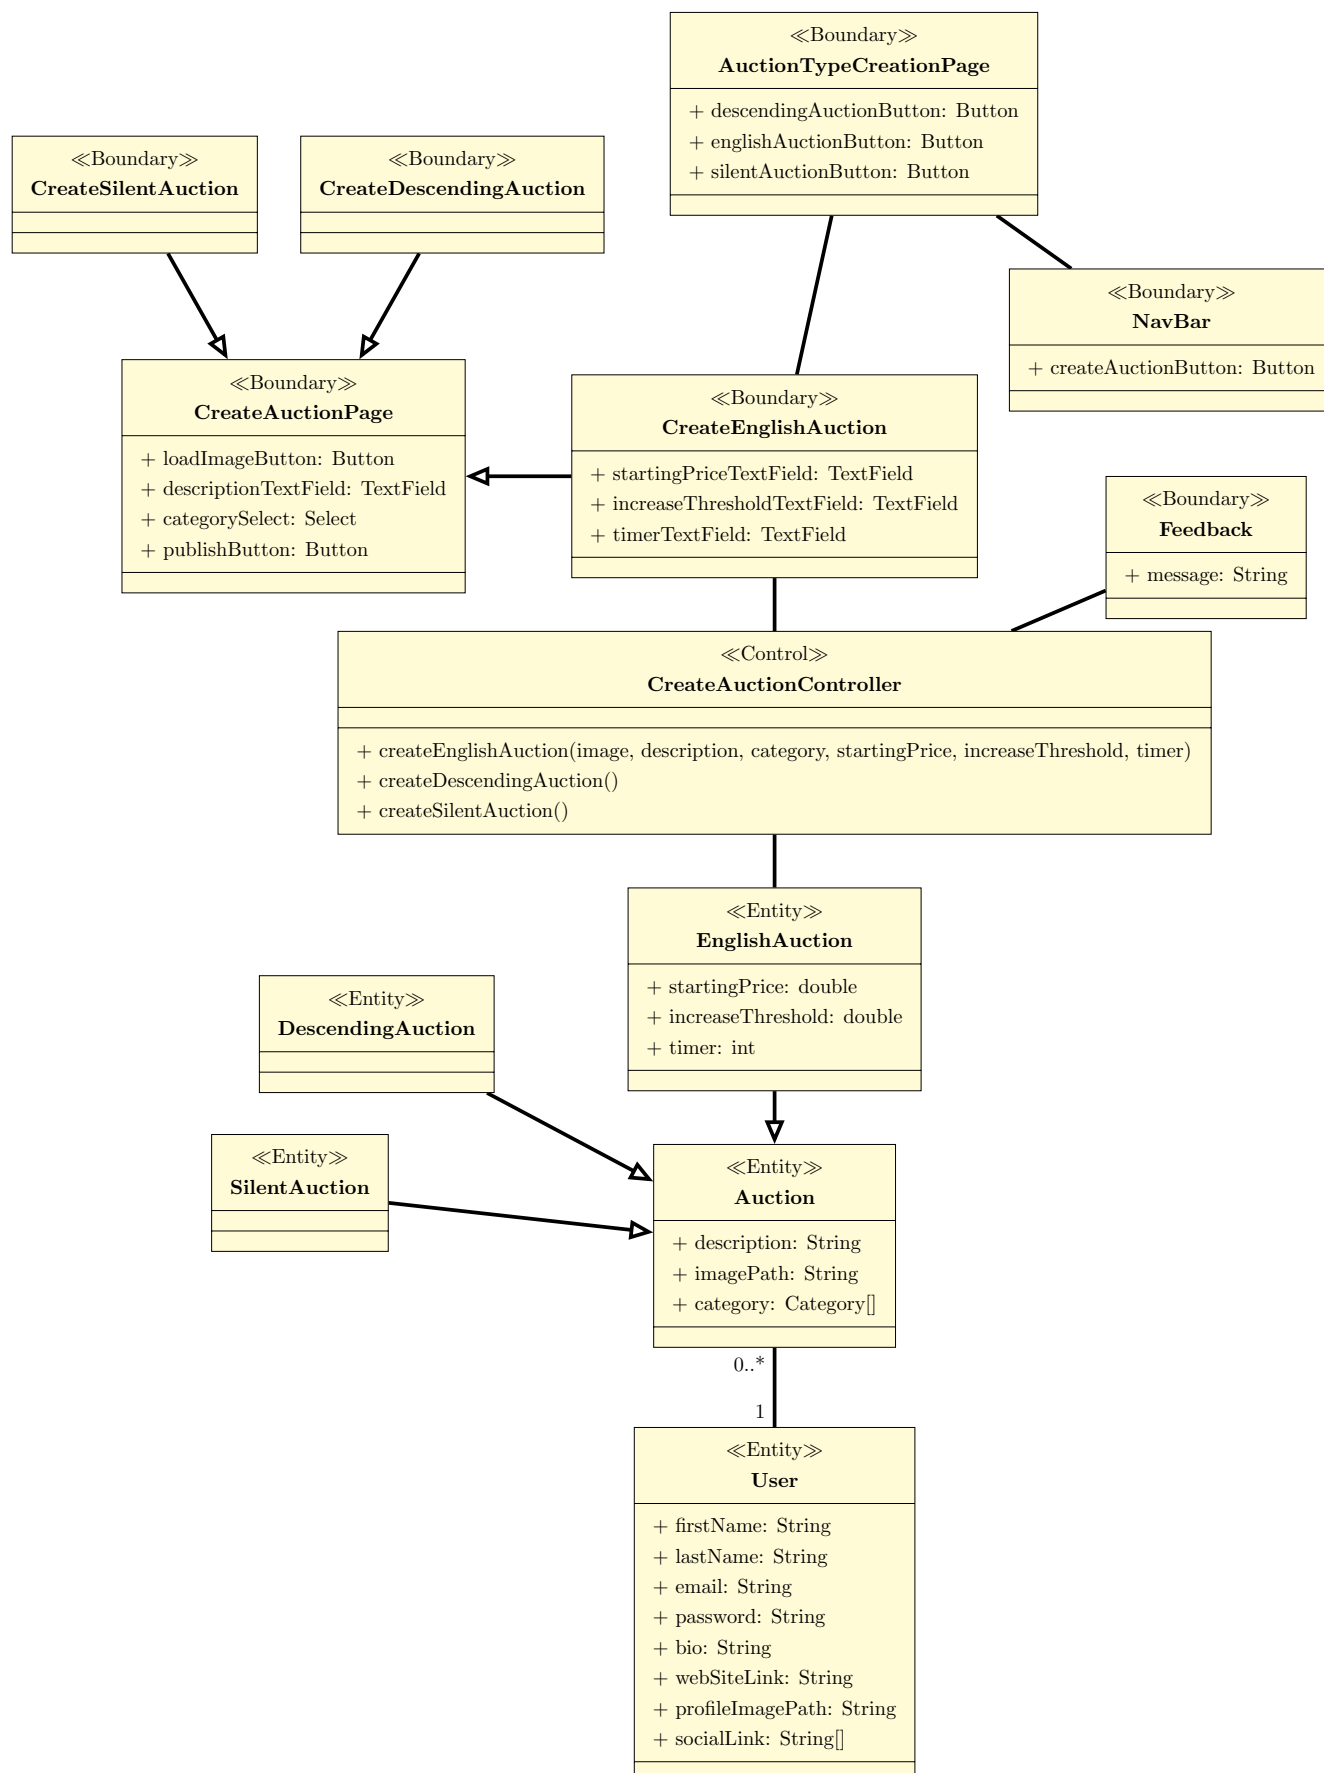 ≪Boundary≫
AuctionTypeCreationPage
+ descendingAuctionButton: Button
+ englishAuctionButton: Button
+ silentAuctionButton: Button
≪Boundary≫
CreateSilentAuction
≪Boundary≫
CreateDescendingAuction
≪Boundary≫
NavBar
+ createAuctionButton: Button
≪Boundary≫
CreateAuctionPage
+ loadImageButton: Button
+ descriptionTextField: TextField
+ categorySelect: Select
+ publishButton: Button
≪Boundary≫
CreateEnglishAuction
+ startingPriceTextField: TextField
+ increaseThresholdTextField: TextField
+ timerTextField: TextField
≪Boundary≫
Feedback
+ message: String
≪Control≫
CreateAuctionController
+ createEnglishAuction(image, description, category, startingPrice, increaseThreshold, timer)
+ createDescendingAuction()
+ createSilentAuction()
≪Entity≫
EnglishAuction
+ startingPrice: double
+ increaseThreshold: double
+ timer: int
≪Entity≫
DescendingAuction
≪Entity≫
SilentAuction
≪Entity≫
Auction
+ description: String
+ imagePath: String
+ category: Category[]
0..*
1
≪Entity≫
User
+ firstName: String
+ lastName: String
+ email: String
+ password: String
+ bio: String
+ webSiteLink: String
+ profileImagePath: String
+ socialLink: String[]